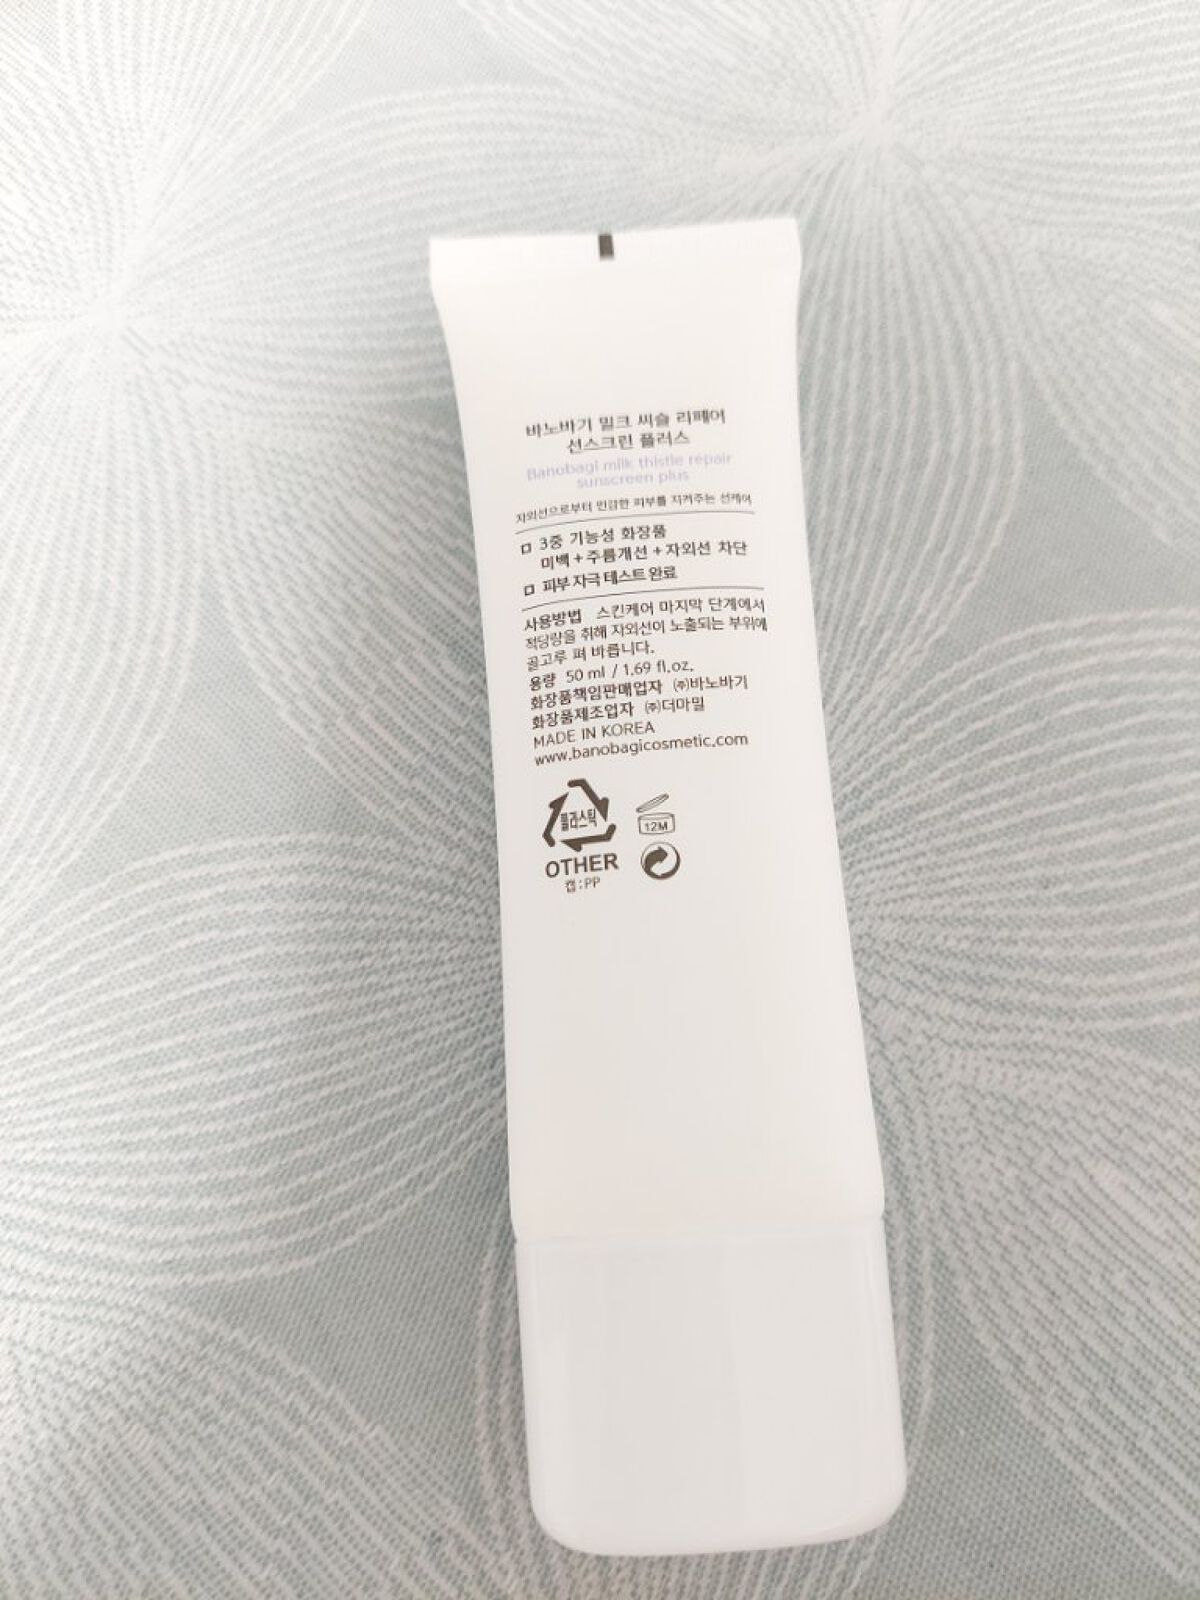 바노바기 밀크 씨슬 리페어
선스크린 플러스
Banobagi milk thistle repair
sunscreen plus
자외선으로부터 민감한 피부를 지켜주는 선케어
3중 기능성 화장품
미백 + 주름개선 + 자외선 차단
피부 자극 테스트 완료
사용방법 스킨케어 마지막 단계에서
적당량을 취해 자외선이 노출되는 부위에
골고루 펴 바릅니다.
용량 50 ml / 1.69 fl.oz.
화장품책임판매업자 ㈜바노바기
화장품제조업자 ㈜더마밀
MADE IN KOREA
www.banobagicosmetic.com
플라스틱
12M
OTHER
캡:PP